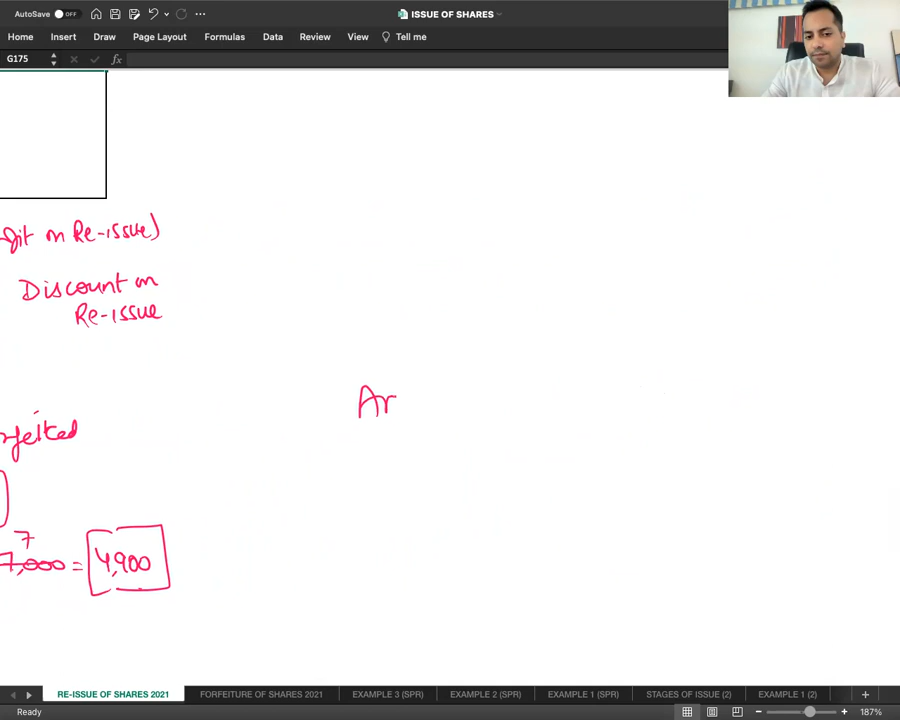 AutoSave OFF ISSUE OF SHARES
Home Insert Draw Page Layout Formulas Data Review View Tell me
G175 fx
on Re-issue)
Discount on
Re-issue
Ar
7
7,000 = 4,900
RE-ISSUE OF SHARES 2021 FORFEITURE OF SHARES 2021 EXAMPLE 3 (SPR) EXAMPLE 2 (SPR) EXAMPLE 1 (SPR) STAGES OF ISSUE (2) EXAMPLE 1 (2) +
Ready - + 187%